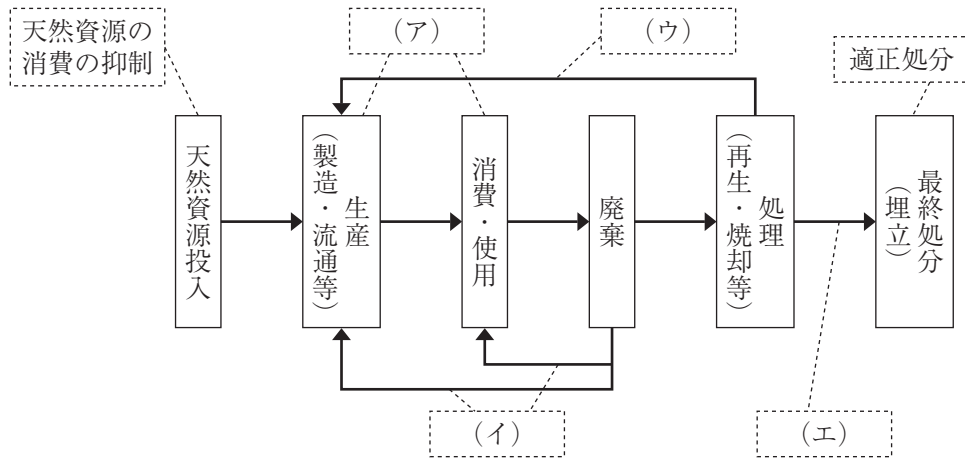 天然資源の
消費の抑制
（ア）
（ウ）
適正処分
天然資源投入
生産
（製造・流通等）
消費・使用
廃棄
処理
（再生・焼却等）
最終処分
（埋立）
（イ）
（エ）